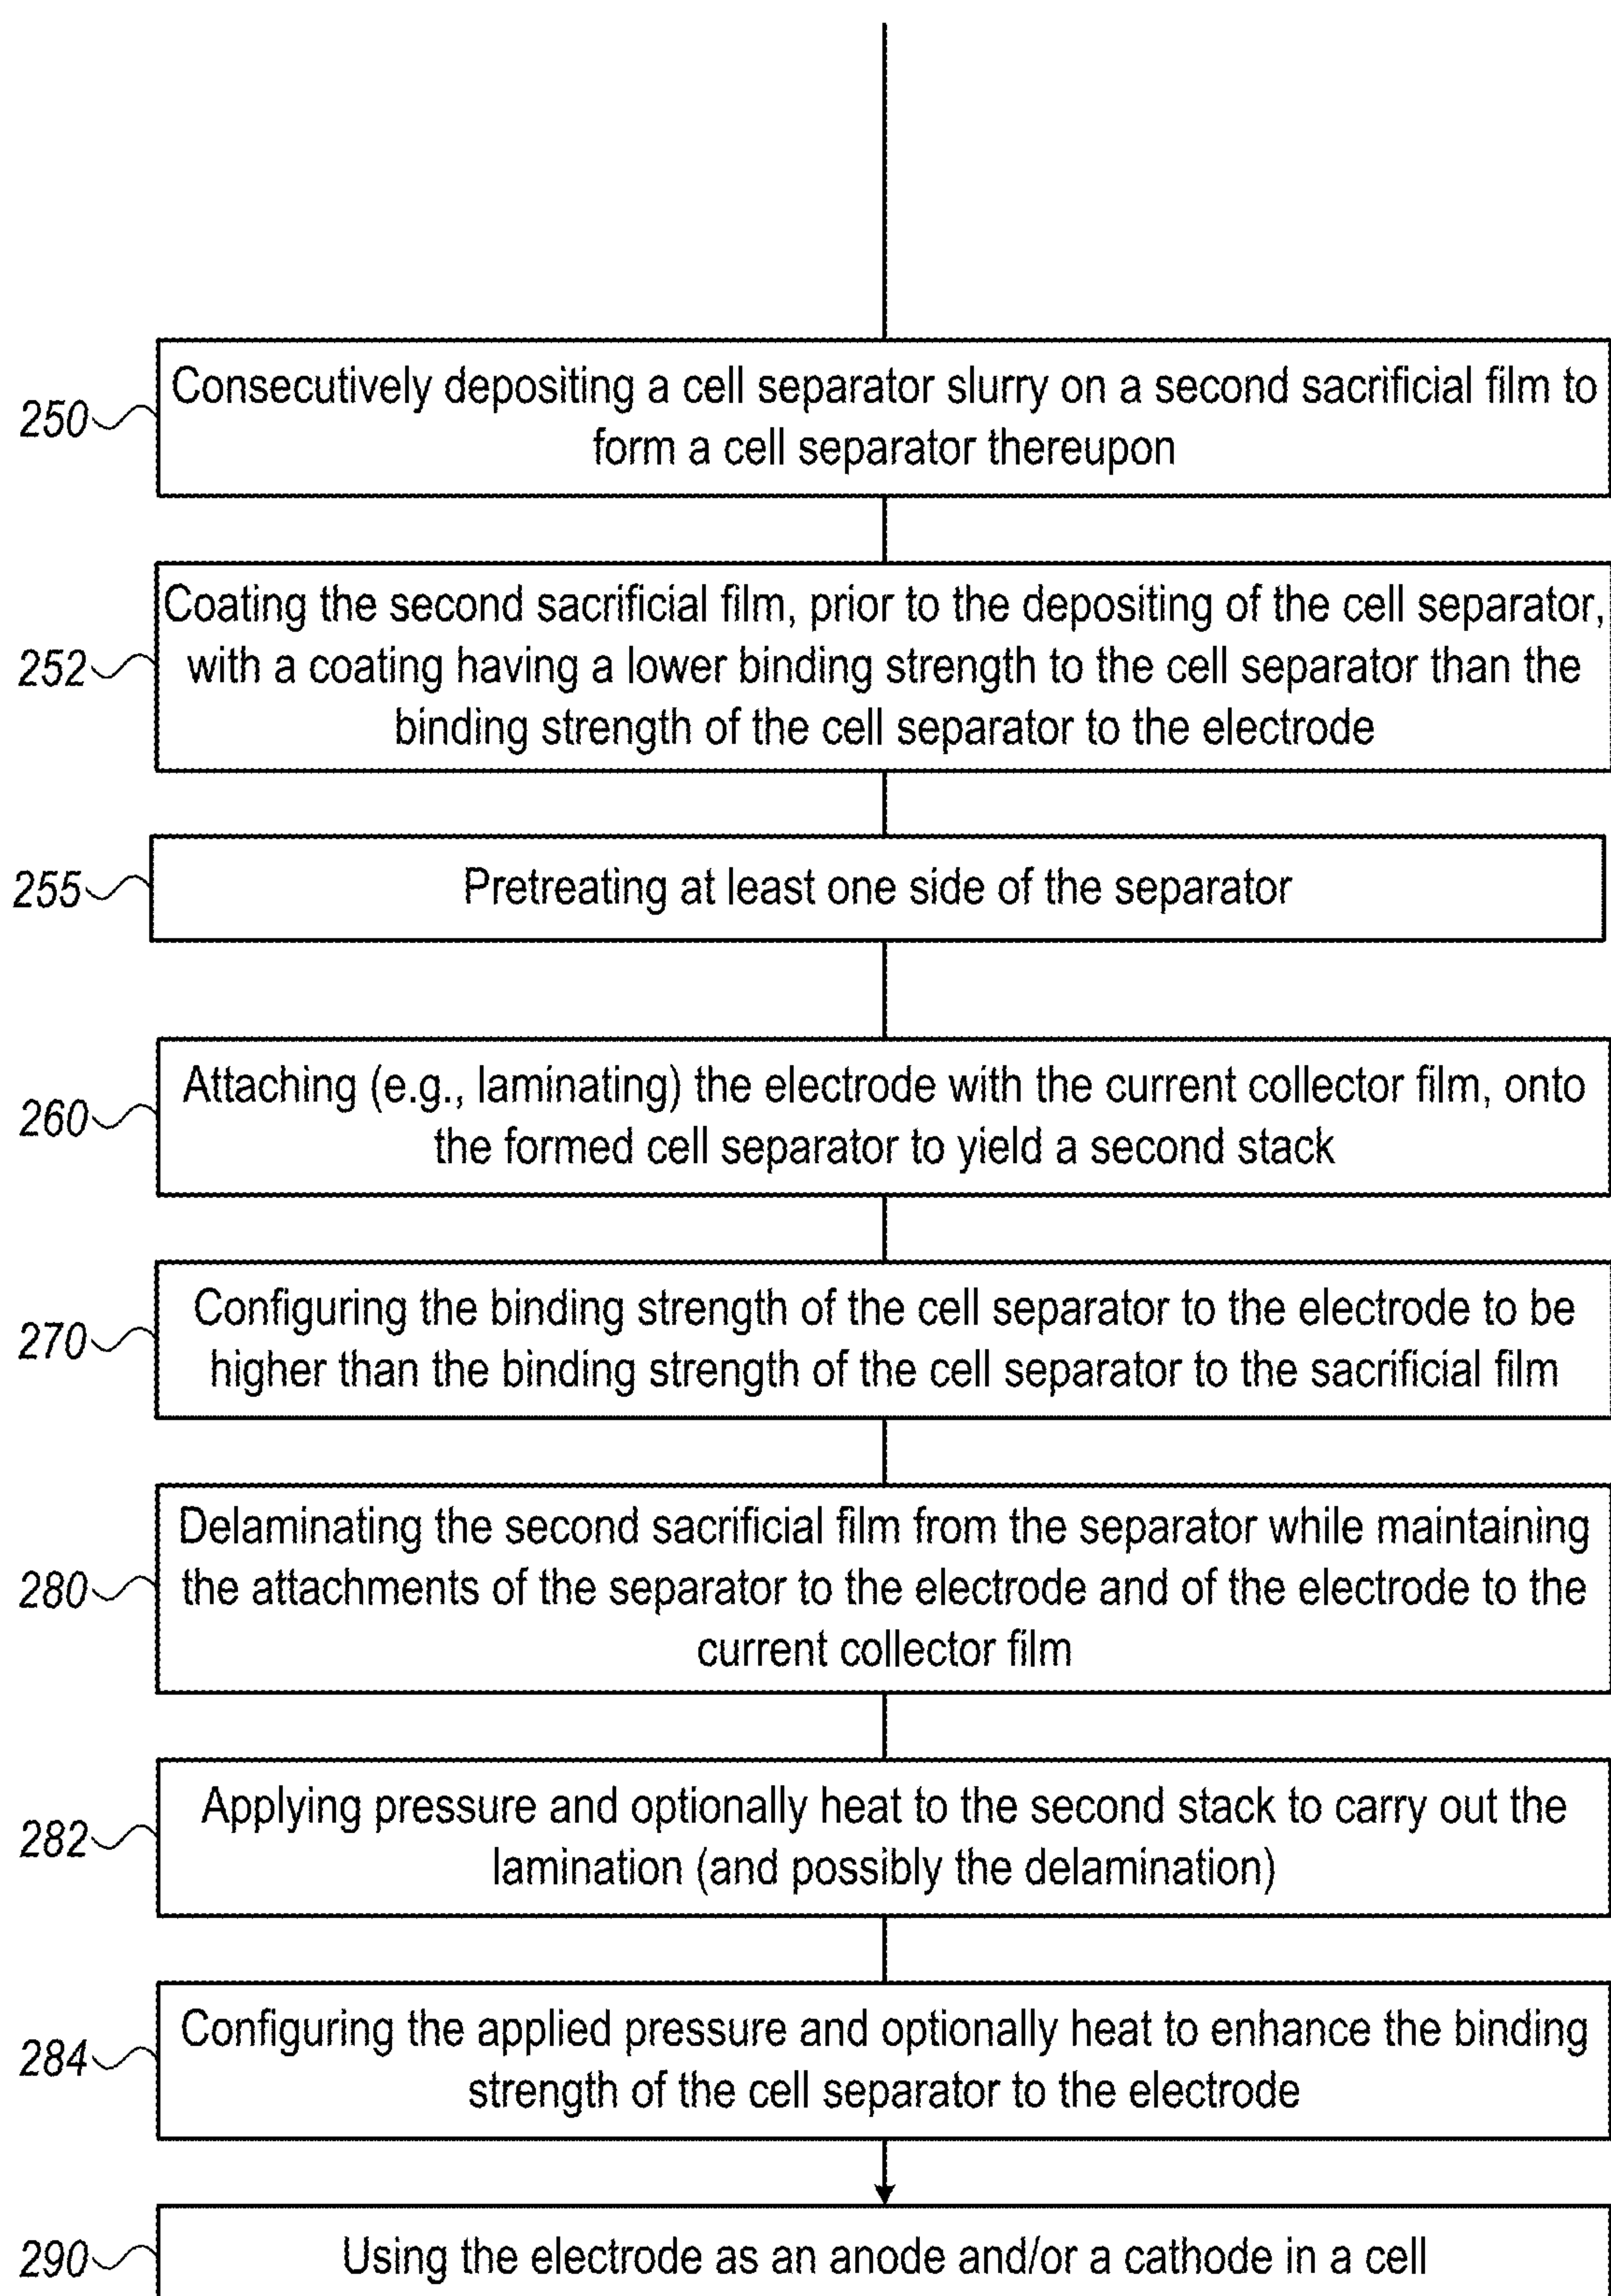 250
Consecutively depositing a cell separator slurry on a second sacrificial film to
form a cell separator thereupon
252
Coating the second sacrificial film, prior to the depositing of the cell separator,
with a coating having a lower binding strength to the cell separator than the
binding strength of the cell separator to the electrode
255
Pretreating at least one side of the separator
260
Attaching (e.g., laminating) the electrode with the current collector film, onto
the formed cell separator to yield a second stack
270
Configuring the binding strength of the cell separator to the electrode to be
higher than the binding strength of the cell separator to the sacrificial film
280
Delaminating the second sacrificial film from the separator while maintaining
the attachments of the separator to the electrode and of the electrode to the
current collector film
282
Applying pressure and optionally heat to the second stack to carry out the
lamination (and possibly the delamination)
284
Configuring the applied pressure and optionally heat to enhance the binding
strength of the cell separator to the electrode
290
Using the electrode as an anode and/or a cathode in a cell